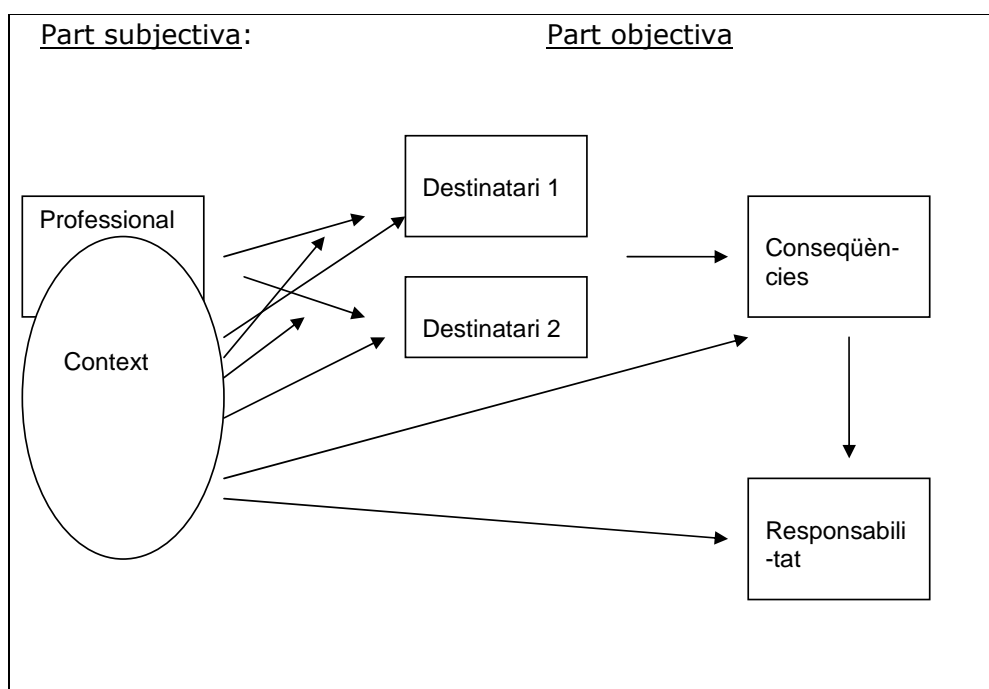 Part subjectiva:
Part objectiva
Professional
Context
Destinatari 1
Destinatari 2
Conseqüèn-
cies
Responsabili
-tat